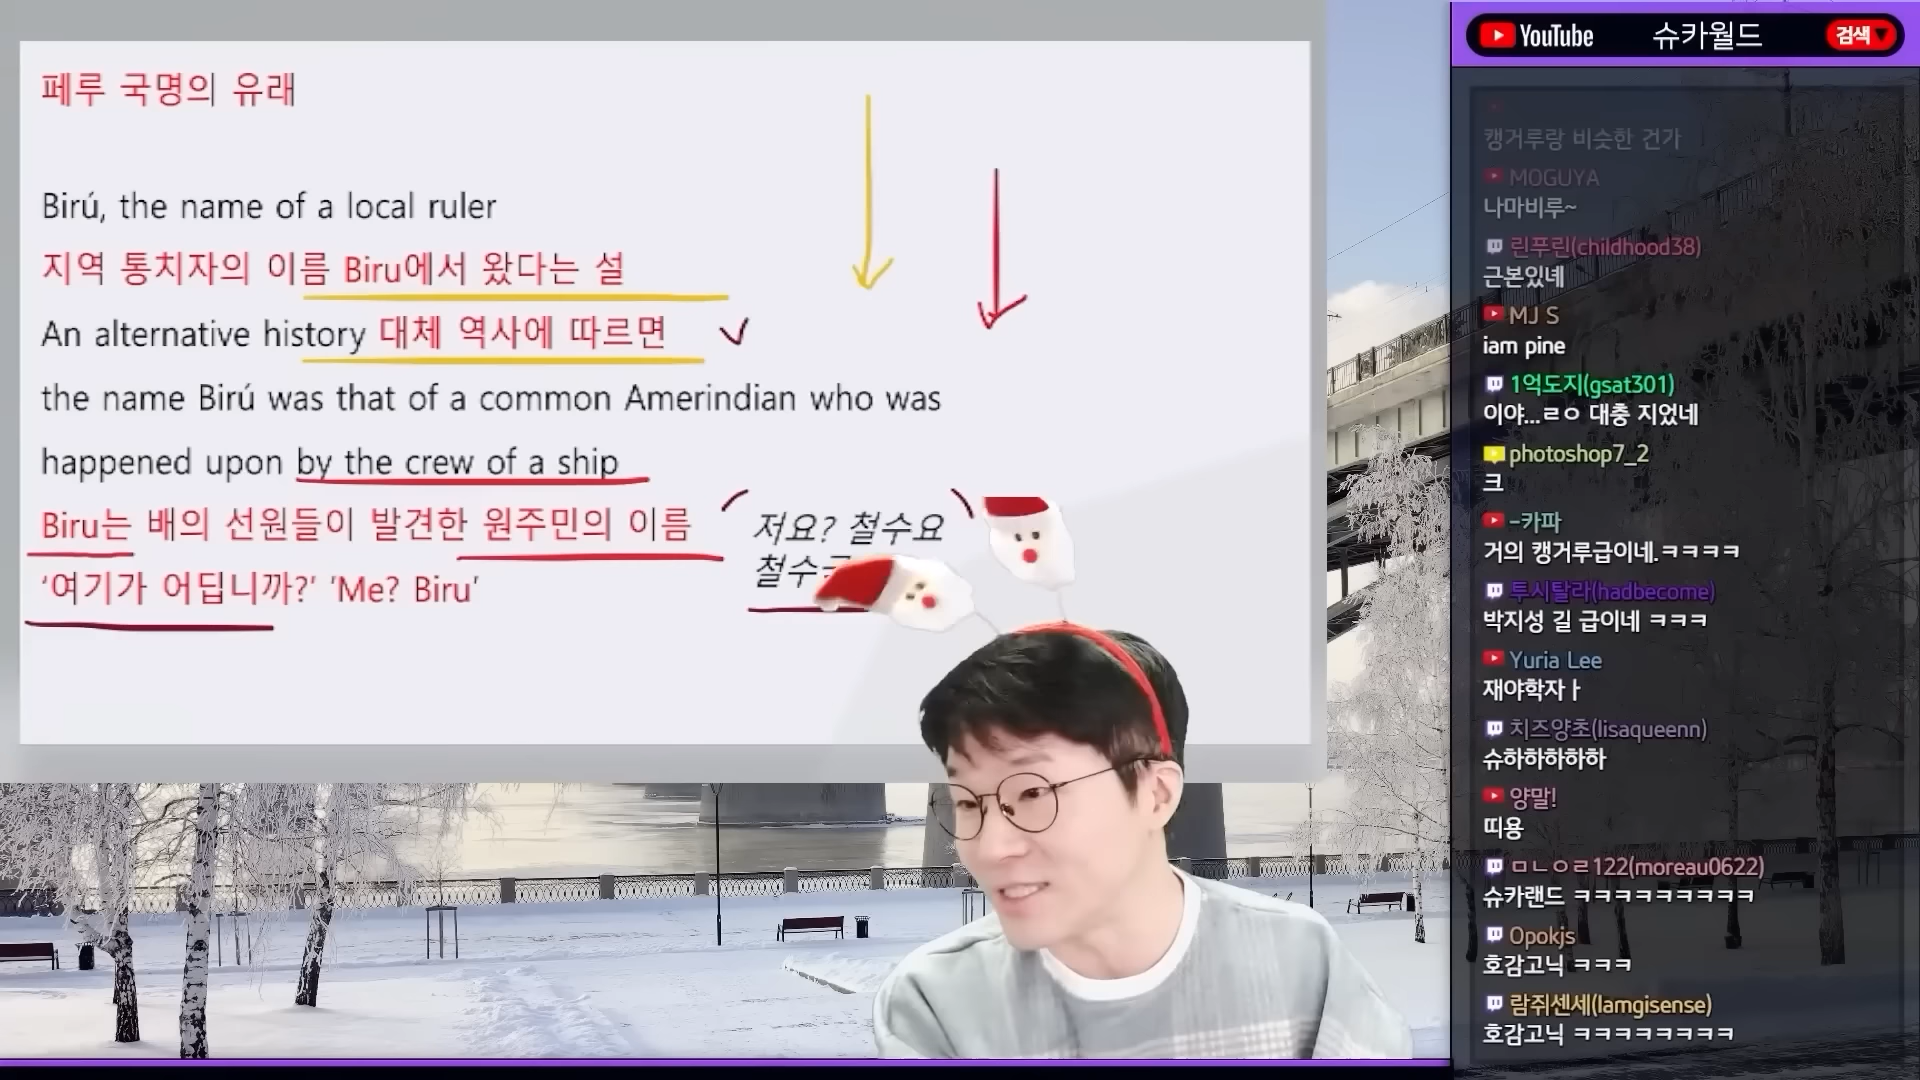 페루 국명의 유래
Birú, the name of a local ruler
지역 통치자의 이름 Biru에서 왔다는 설
An alternative history 대체 역사에 따르면
the name Birú was that of a common Amerindian who was
happened upon by the crew of a ship
Biru는 배의 선원들이 발견한 원주민의 이름
'여기가 어딥니까?' 'Me? Biru'
저요? 철수요
철수
YouTube 슈카월드 검색
캥거루랑 비슷한 건가
MOGUYA
나마비루~
린푸린(childhood38)
근본있녜
MJ S
iam pine
1억도지(gsat301)
이야...ㄹㅇ 대충 지었네
photoshop7_2
크
-카파
거의 캥거루급이네.ㅋㅋㅋㅋ
투시탈라(hadbecome)
박지성 길 급이네 ㅋㅋㅋ
Yuria Lee
재야학자ㅏ
치즈양초(lisaqueenn)
슈하하하하하
양말!
띠용
ㅁㄴㅇㄹ122(moreau0622)
슈카랜드 ㅋㅋㅋㅋㅋㅋㅋㅋㅋ
Opokjs
호감고닉 ㅋㅋㅋ
람쥐센세(lamgisense)
호감고닉 ㅋㅋㅋㅋㅋㅋㅋㅋ